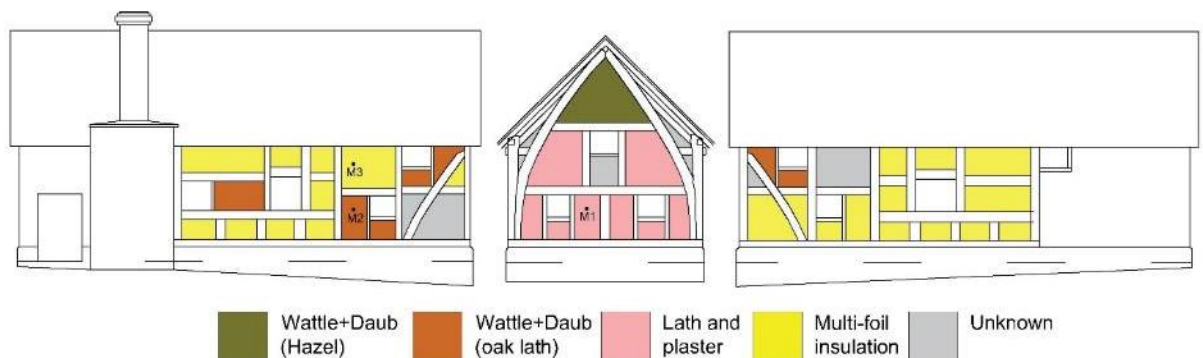 M3
M2
M1
Wattle+Daub
(Hazel)
Wattle+Daub
(oak lath)
Lath and
plaster
Multi-foil
insulation
Unknown